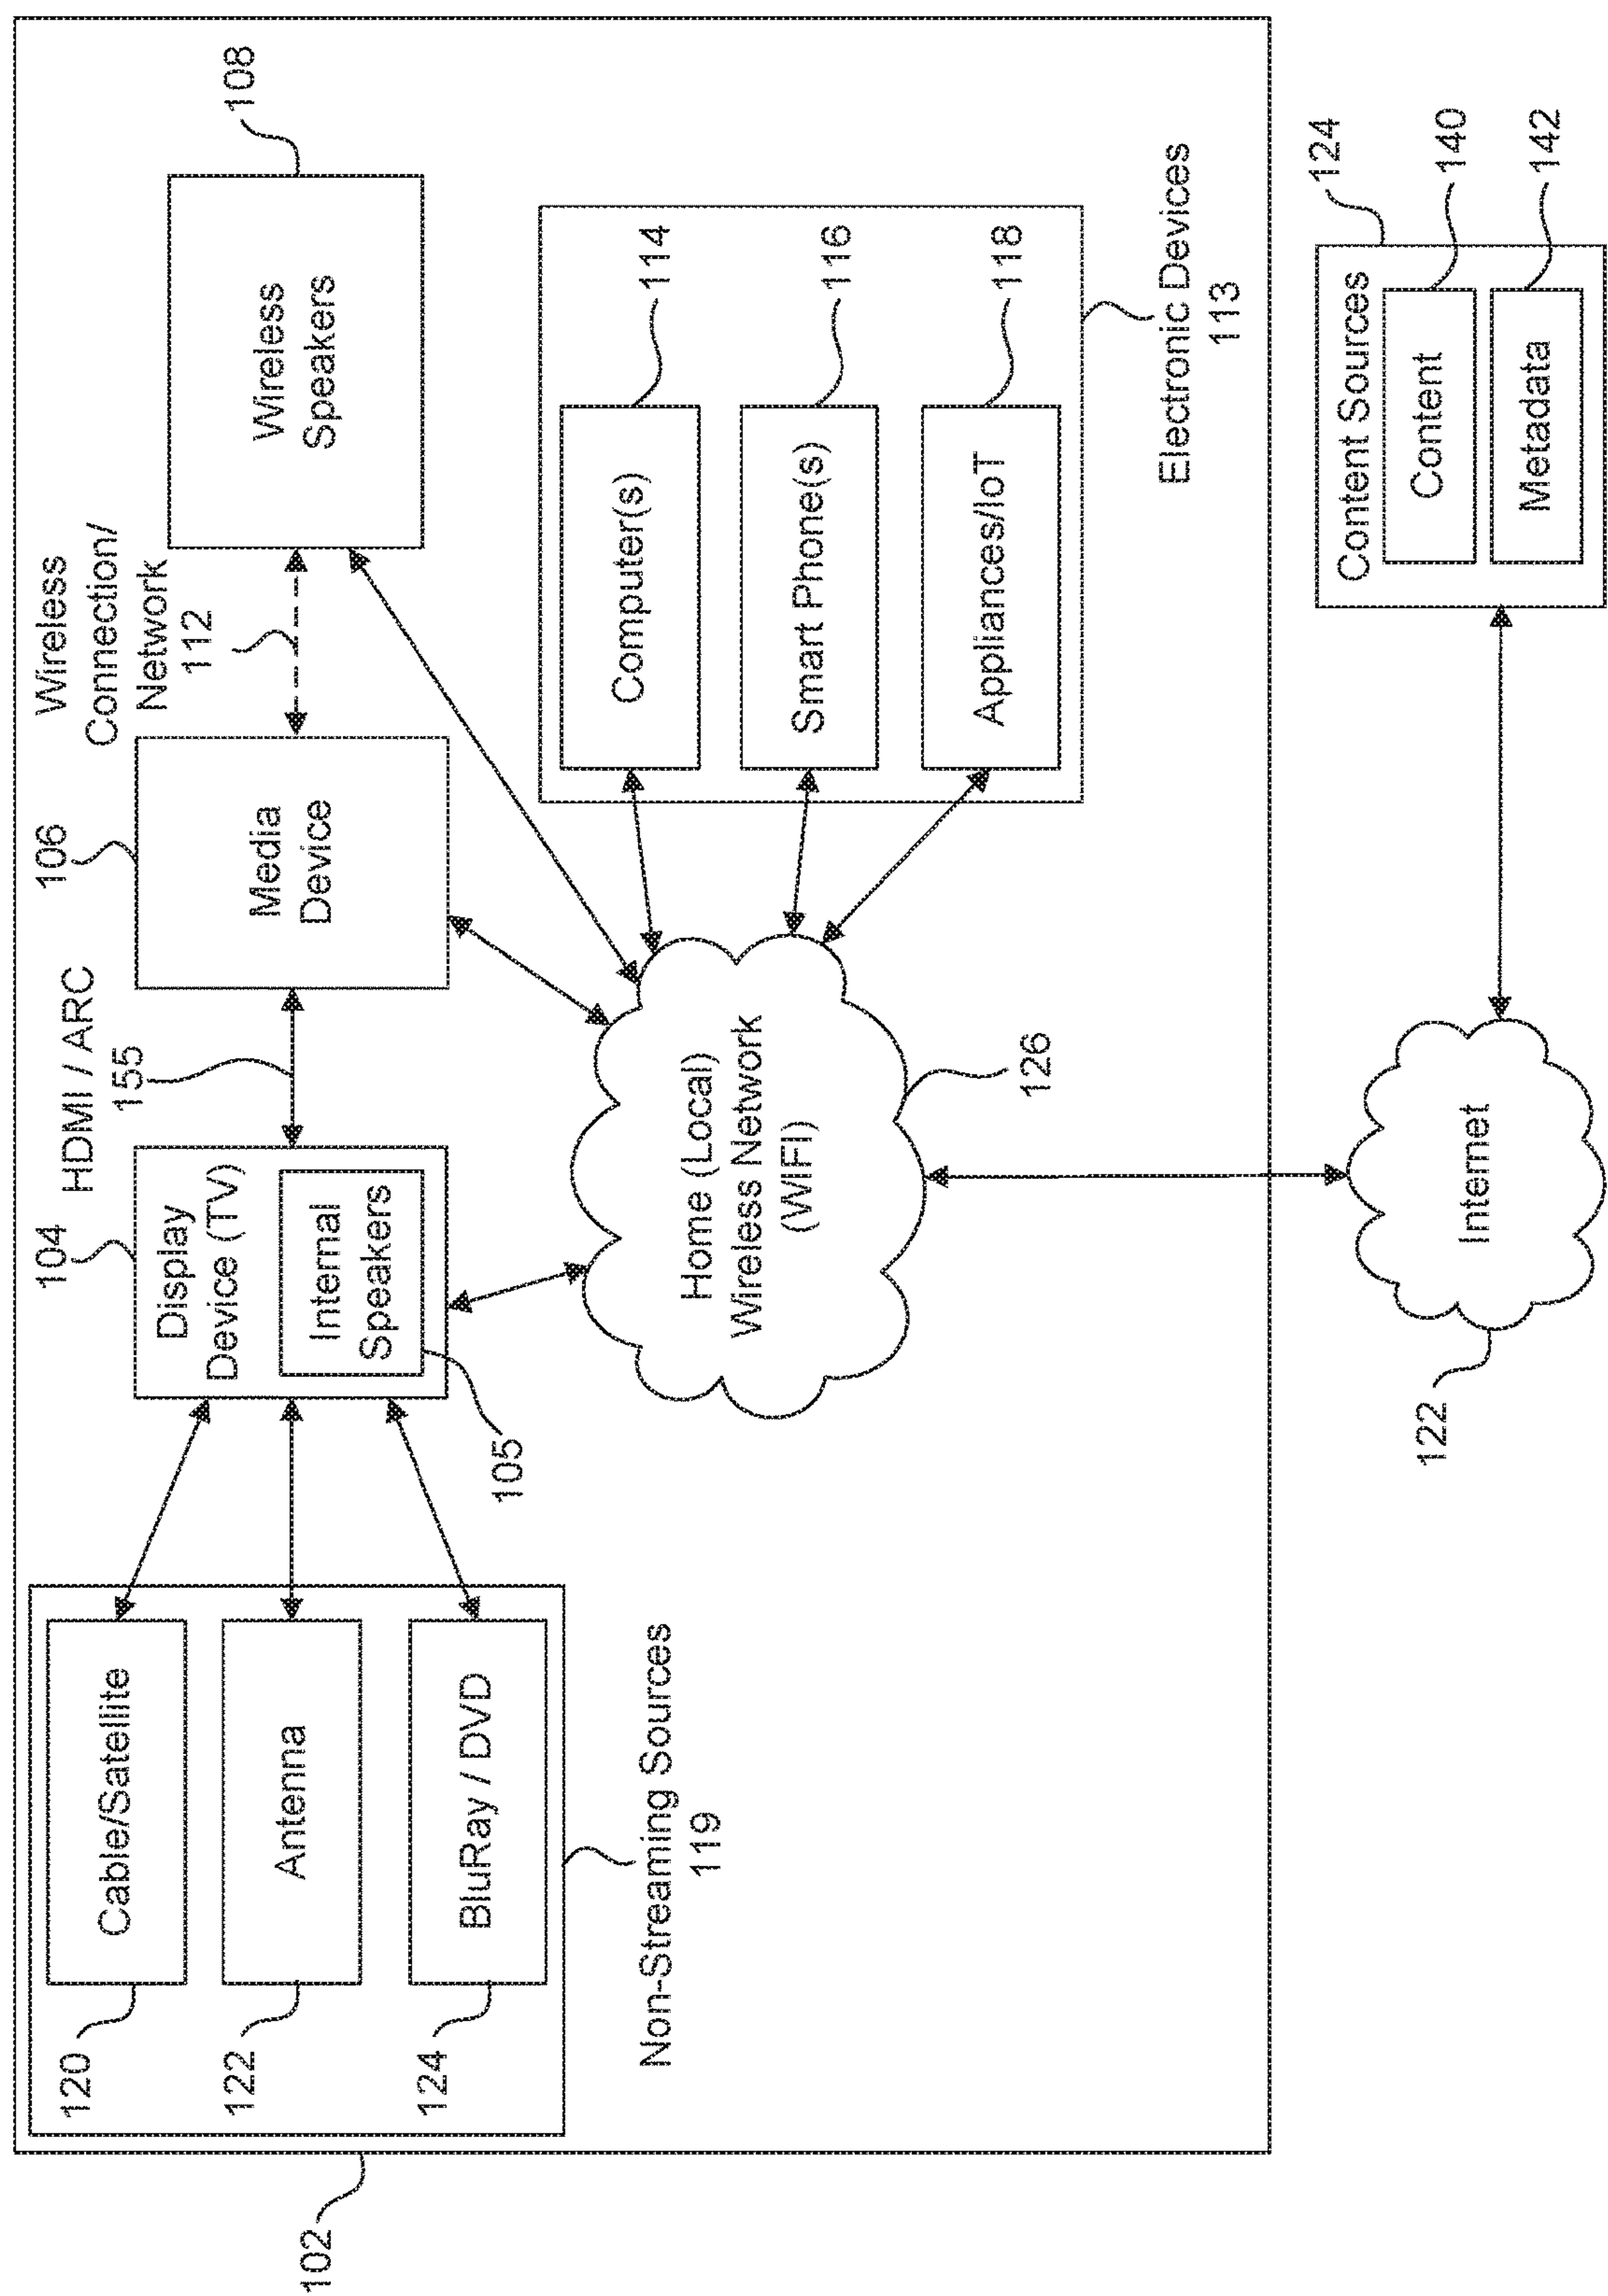 102
120
Cable/Satellite
122
Antenna
124
BluRay / DVD
Non-Streaming Sources
119
104
Display
Device (TV)
Internal
Speakers
105
HDMI / ARC
155
106
Media
Device
Wireless
Connection/
Network
112
108
Wireless
Speakers
Home (Local)
Wireless Network
(WIFI)
126
Computer(s)
114
Smart Phone(s)
116
Appliances/IoT
118
Electronic Devices
113
122
Internet
124
Content Sources
Content
140
Metadata
142